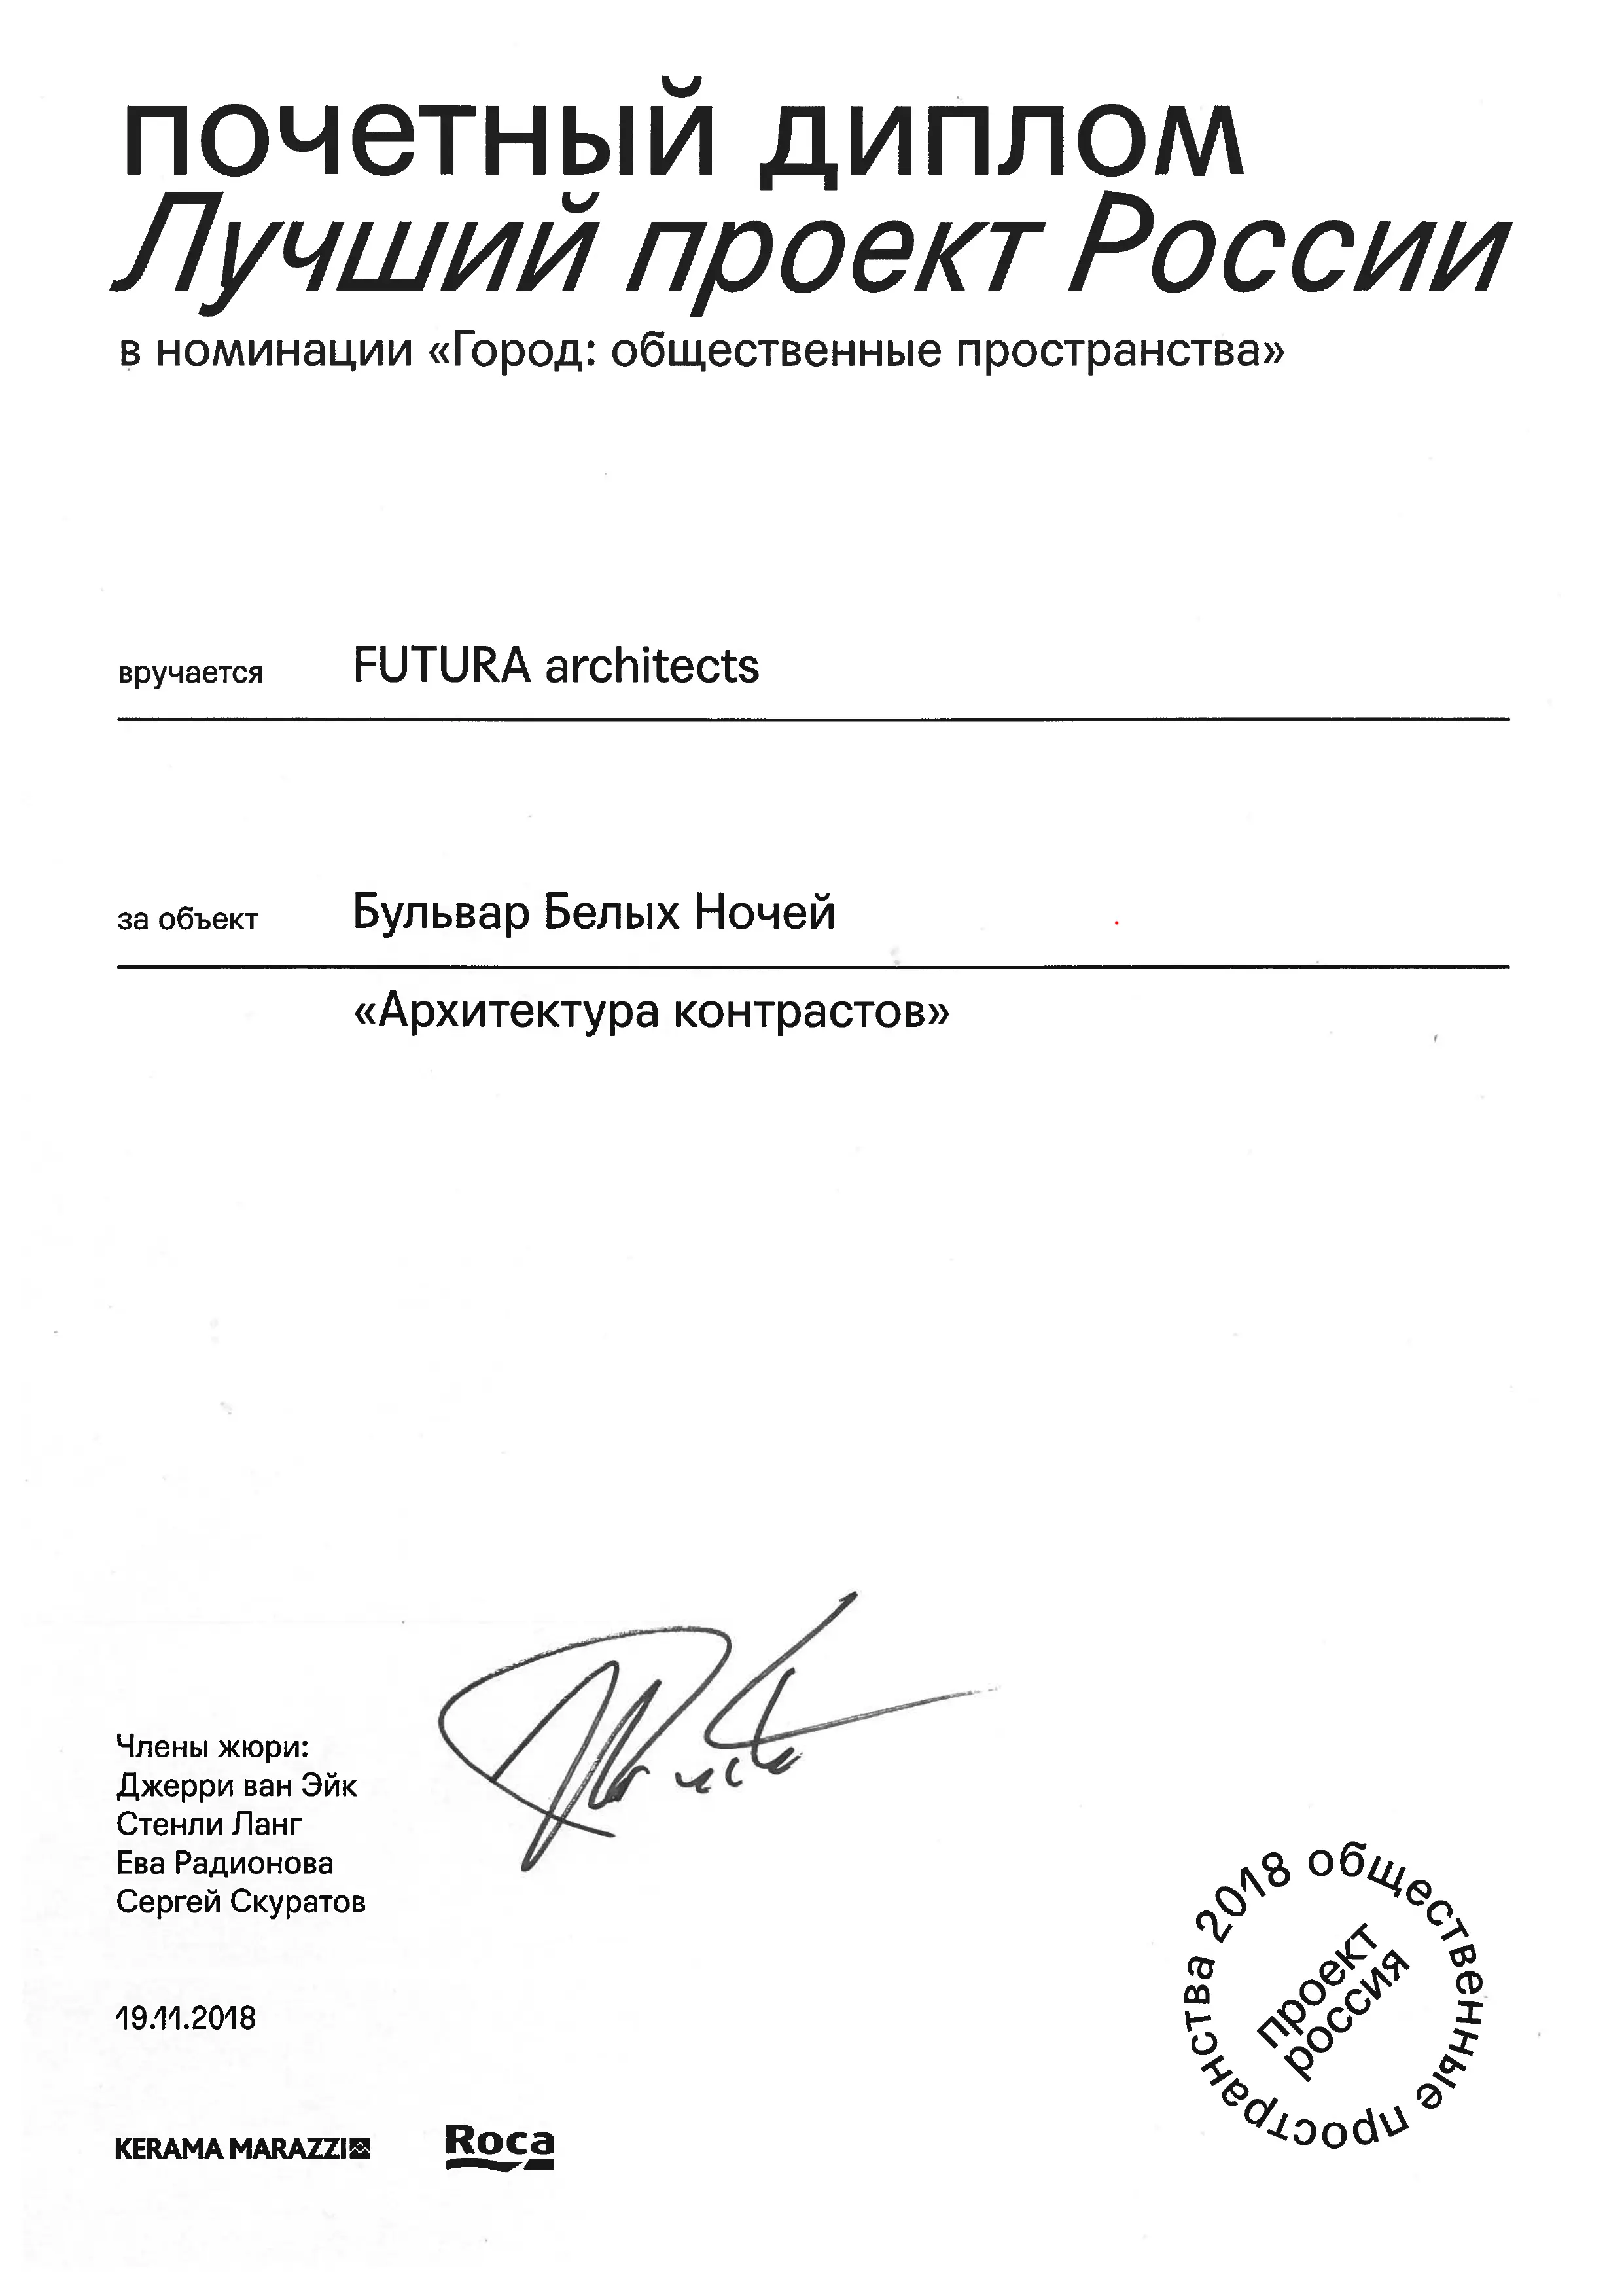 почетный диплом
Лучший проект России
в номинации «Город: общественные пространства»
вручается FUTURA architects
за объект Бульвар Белых Ночей
«Архитектура контрастов»
Члены жюри:
Джерри ван Эйк
Стенли Ланг
Ева Радионова
Сергей Скуратов
19.11.2018
KERAMA MARAZZI
Roca
общественные пространства 2018
проект
россия